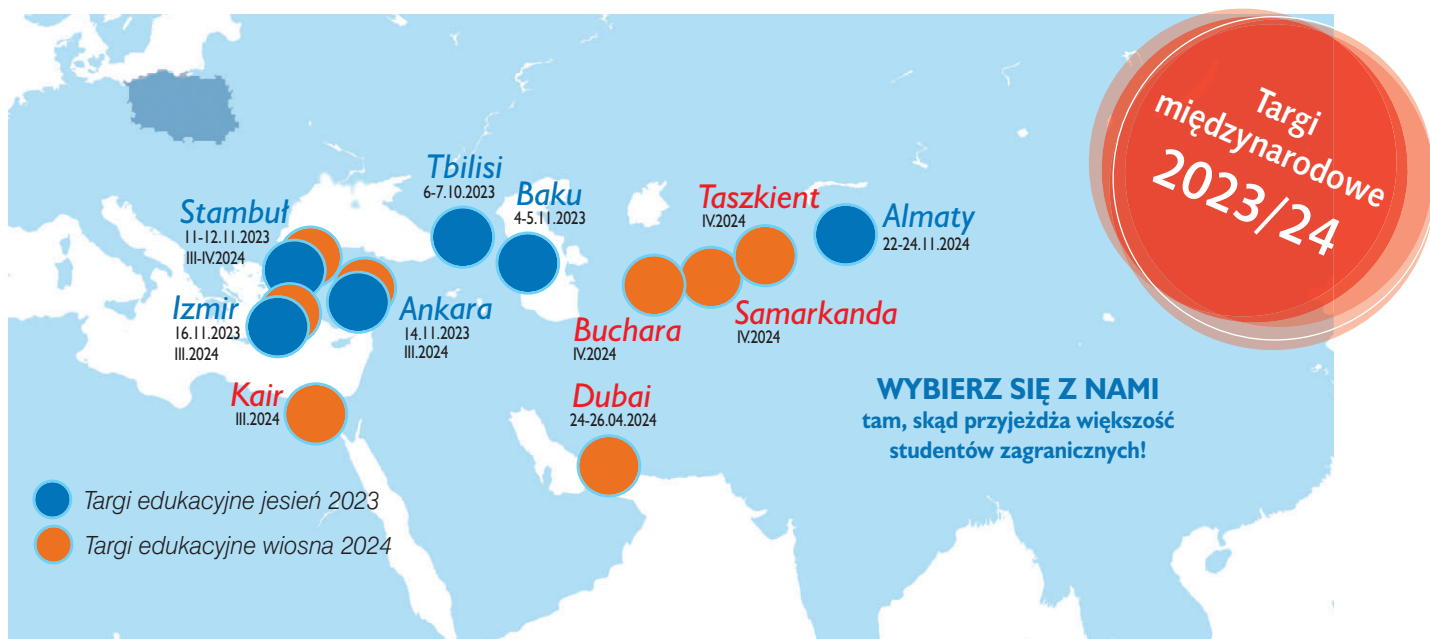 Targi
międzynarodowe
2023/24
Tbilisi
6-7.10.2023
Baku
4-5.11.2023
Taszkient
IV.2024
Almaty
22-24.11.2024
Stambuł
11-12.11.2023
III-IV.2024
Izmir
16.11.2023
III.2024
Ankara
14.11.2023
III.2024
Buchara
IV.2024
Samarkanda
IV.2024
Kair
III.2024
Dubai
24-26.04.2024
WYBIERZ SIĘ Z NAMI
tam, skąd przyjeżdża większość
studentów zagranicznych!
Targi edukacyjne jesień 2023
Targi edukacyjne wiosna 2024